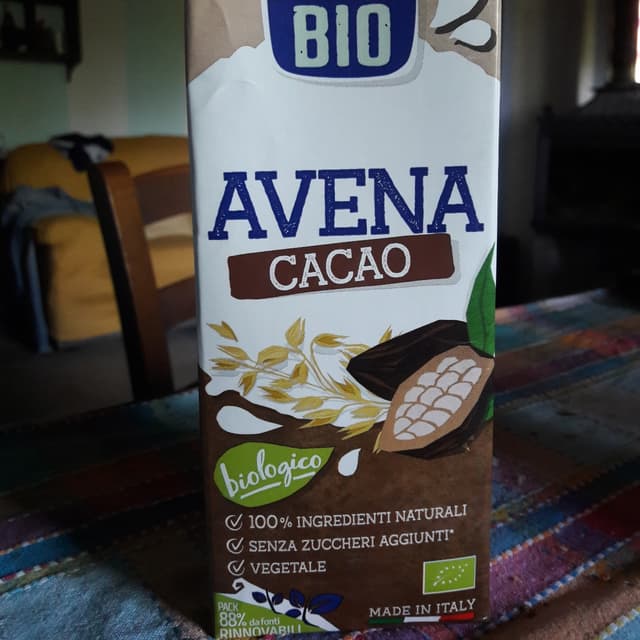 BIO
AVENA
CACAO
biologico
100% INGREDIENTI NATURALI
SENZA ZUCCHERI AGGIUNTI*
VEGETALE
PACK
88% da fonti
RINNOVABILI
MADE IN ITALY